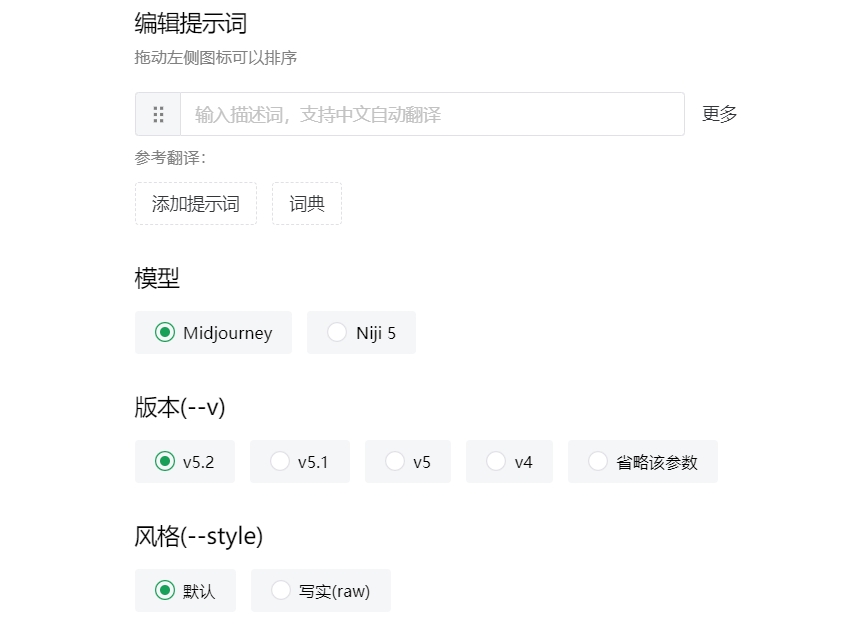 编辑提示词
拖动左侧图标可以排序
输入描述词，支持中文自动翻译 更多
参考翻译：
添加提示词 词典
模型
Midjourney Niji 5
版本(--v)
v5.2 v5.1 v5 v4 省略该参数
风格(--style)
默认 写实(raw)